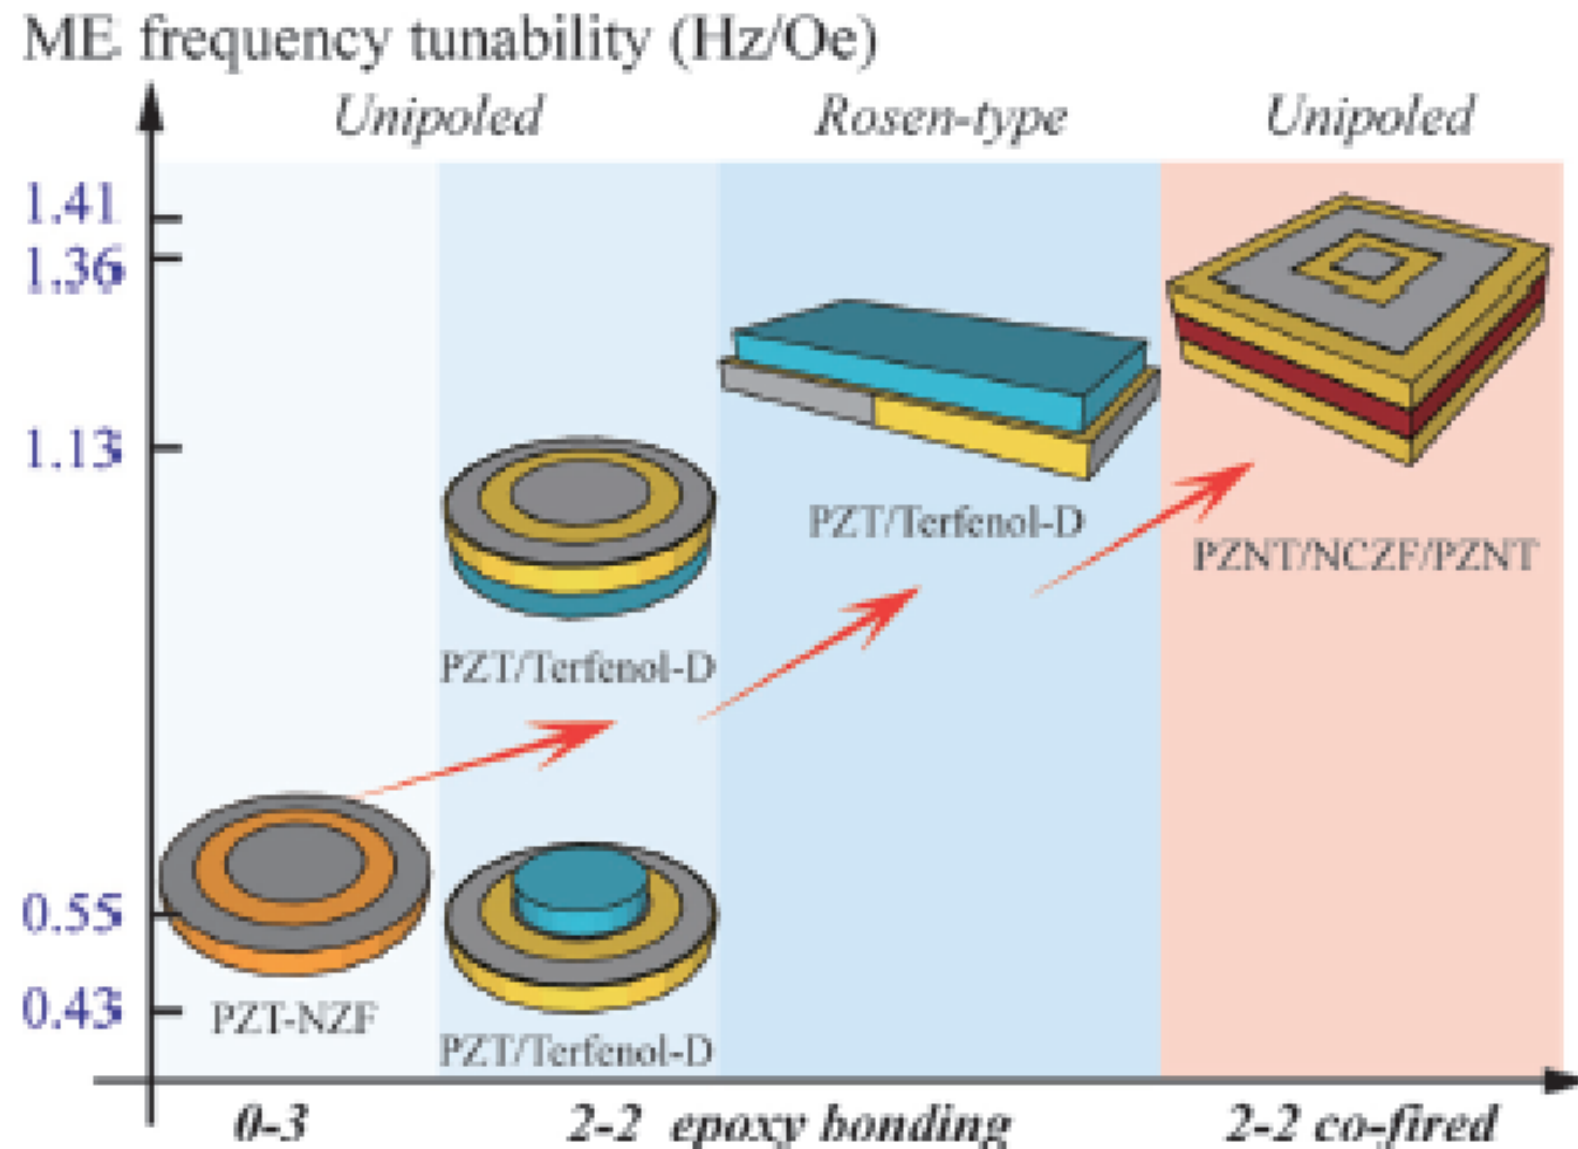 ME frequency tunability (Hz/Oe)
Unipoled Rosen-type Unipoled
1.41
1.36
1.13
PZT/Terfenol-D
PZNT/NCZF/PZNT
PZT/Terfenol-D
0.55
0.43
PZT-NZF
PZT/Terfenol-D
0-3 2-2 epoxy bonding 2-2 co-fired